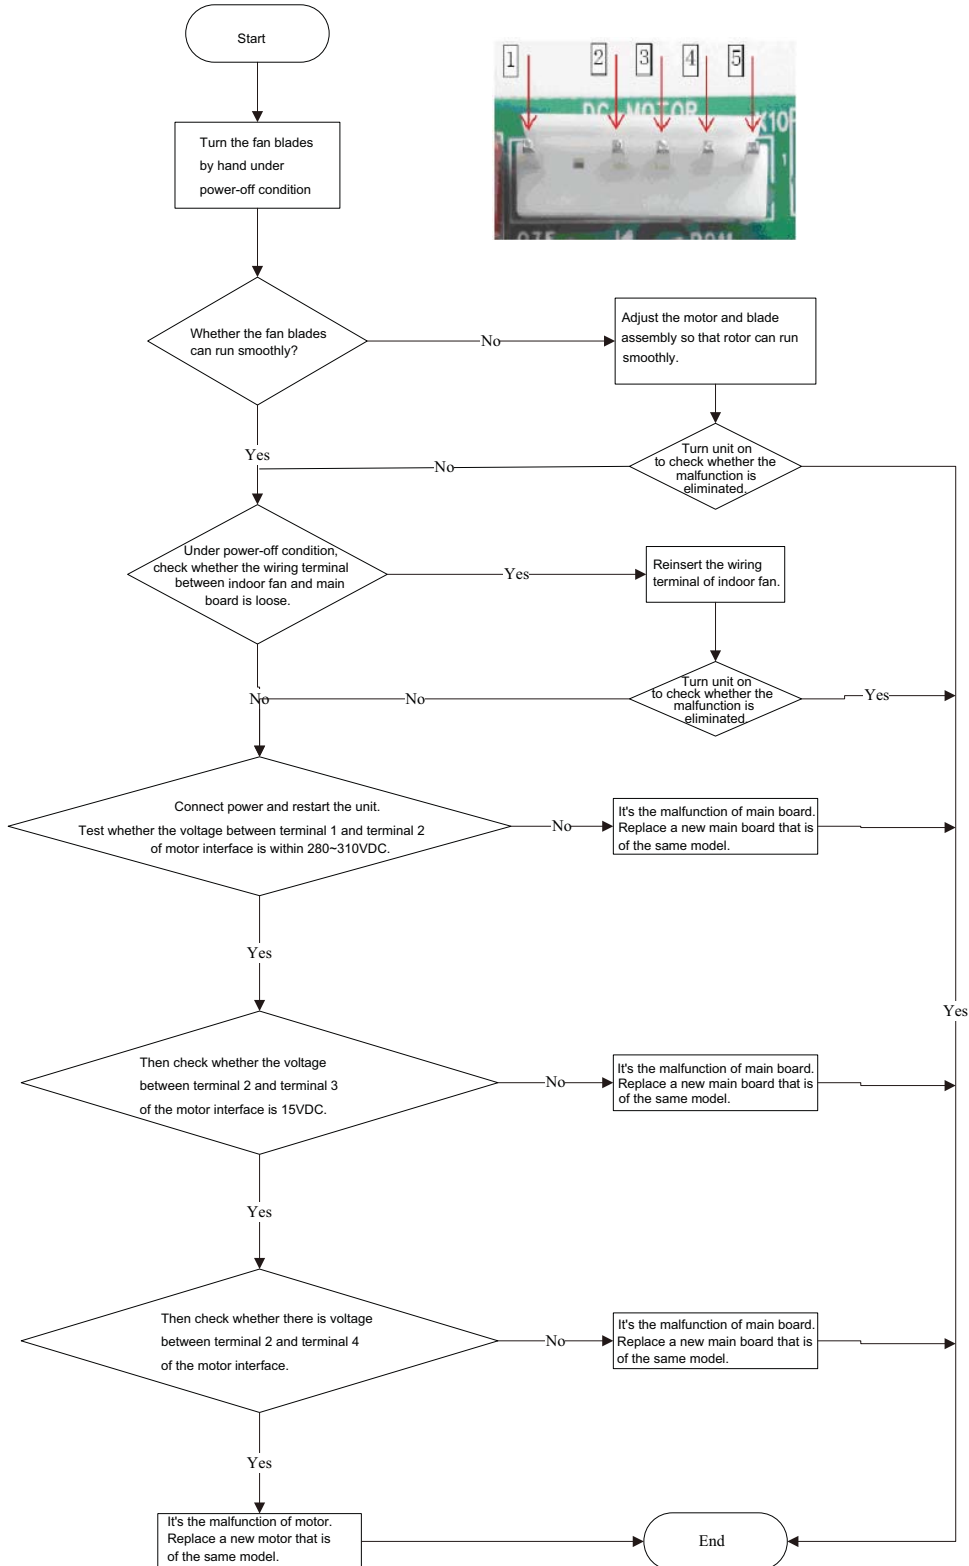 Start
1
2
3
4
5
DC-MOTOR
Turn the fan blades
by hand under
power-off condition
Whether the fan blades
can run smoothly?
No
Adjust the motor and blade
assembly so that rotor can run
smoothly.
Yes
No
Turn unit on
to check whether the
malfunction is
eliminated.
Under power-off condition,
check whether the wiring terminal
between indoor fan and main
board is loose.
Yes
Reinsert the wiring
terminal of indoor fan.
No
No
Turn unit on
to check whether the
malfunction is
eliminated.
Yes
Connect power and restart the unit.
Test whether the voltage between terminal 1 and terminal 2
of motor interface is within 280~310VDC.
No
It's the malfunction of main board.
Replace a new main board that is
of the same model.
Yes
Yes
Then check whether the voltage
between terminal 2 and terminal 3
of the motor interface is 15VDC.
No
It's the malfunction of main board.
Replace a new main board that is
of the same model.
Yes
Then check whether there is voltage
between terminal 2 and terminal 4
of the motor interface.
No
It's the malfunction of main board.
Replace a new main board that is
of the same model.
Yes
It's the malfunction of motor.
Replace a new motor that is
of the same model.
End